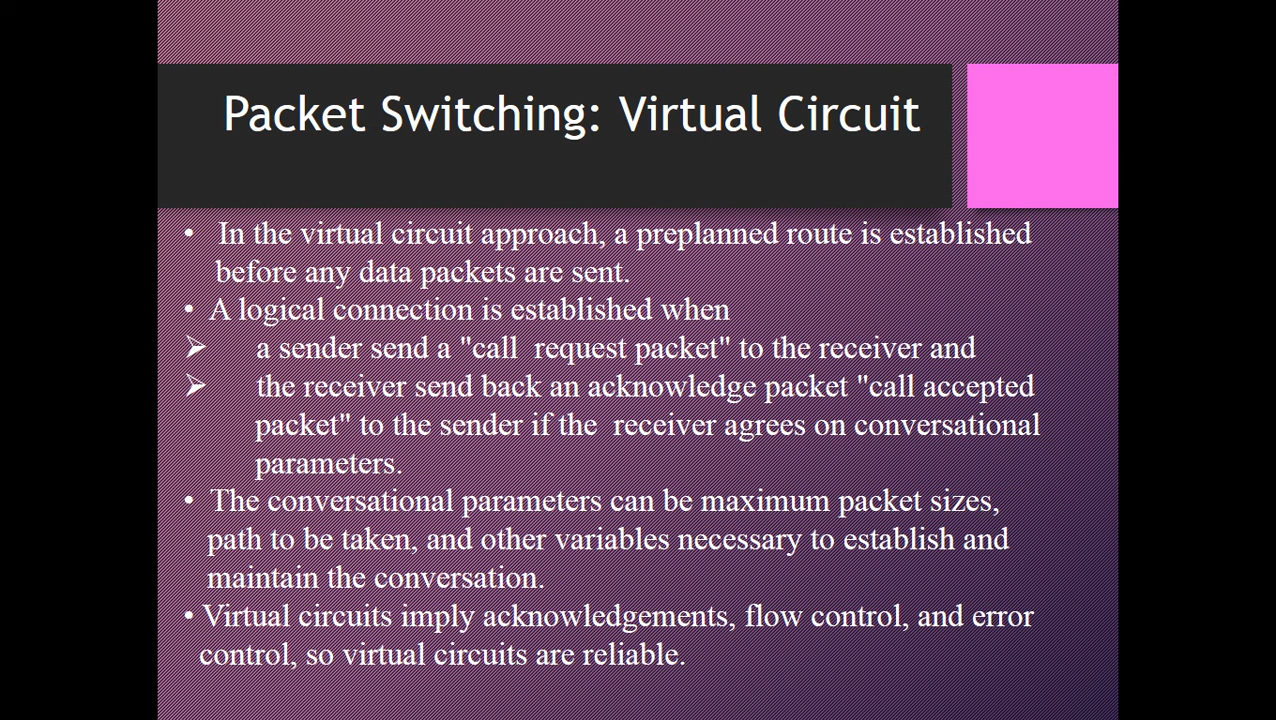 Packet Switching: Virtual Circuit
• In the virtual circuit approach, a preplanned route is established
before any data packets are sent.
• A logical connection is established when
➢ a sender send a "call request packet" to the receiver and
➢ the receiver send back an acknowledge packet "call accepted
packet" to the sender if the receiver agrees on conversational
parameters.
• The conversational parameters can be maximum packet sizes,
path to be taken, and other variables necessary to establish and
maintain the conversation.
• Virtual circuits imply acknowledgements, flow control, and error
control, so virtual circuits are reliable.